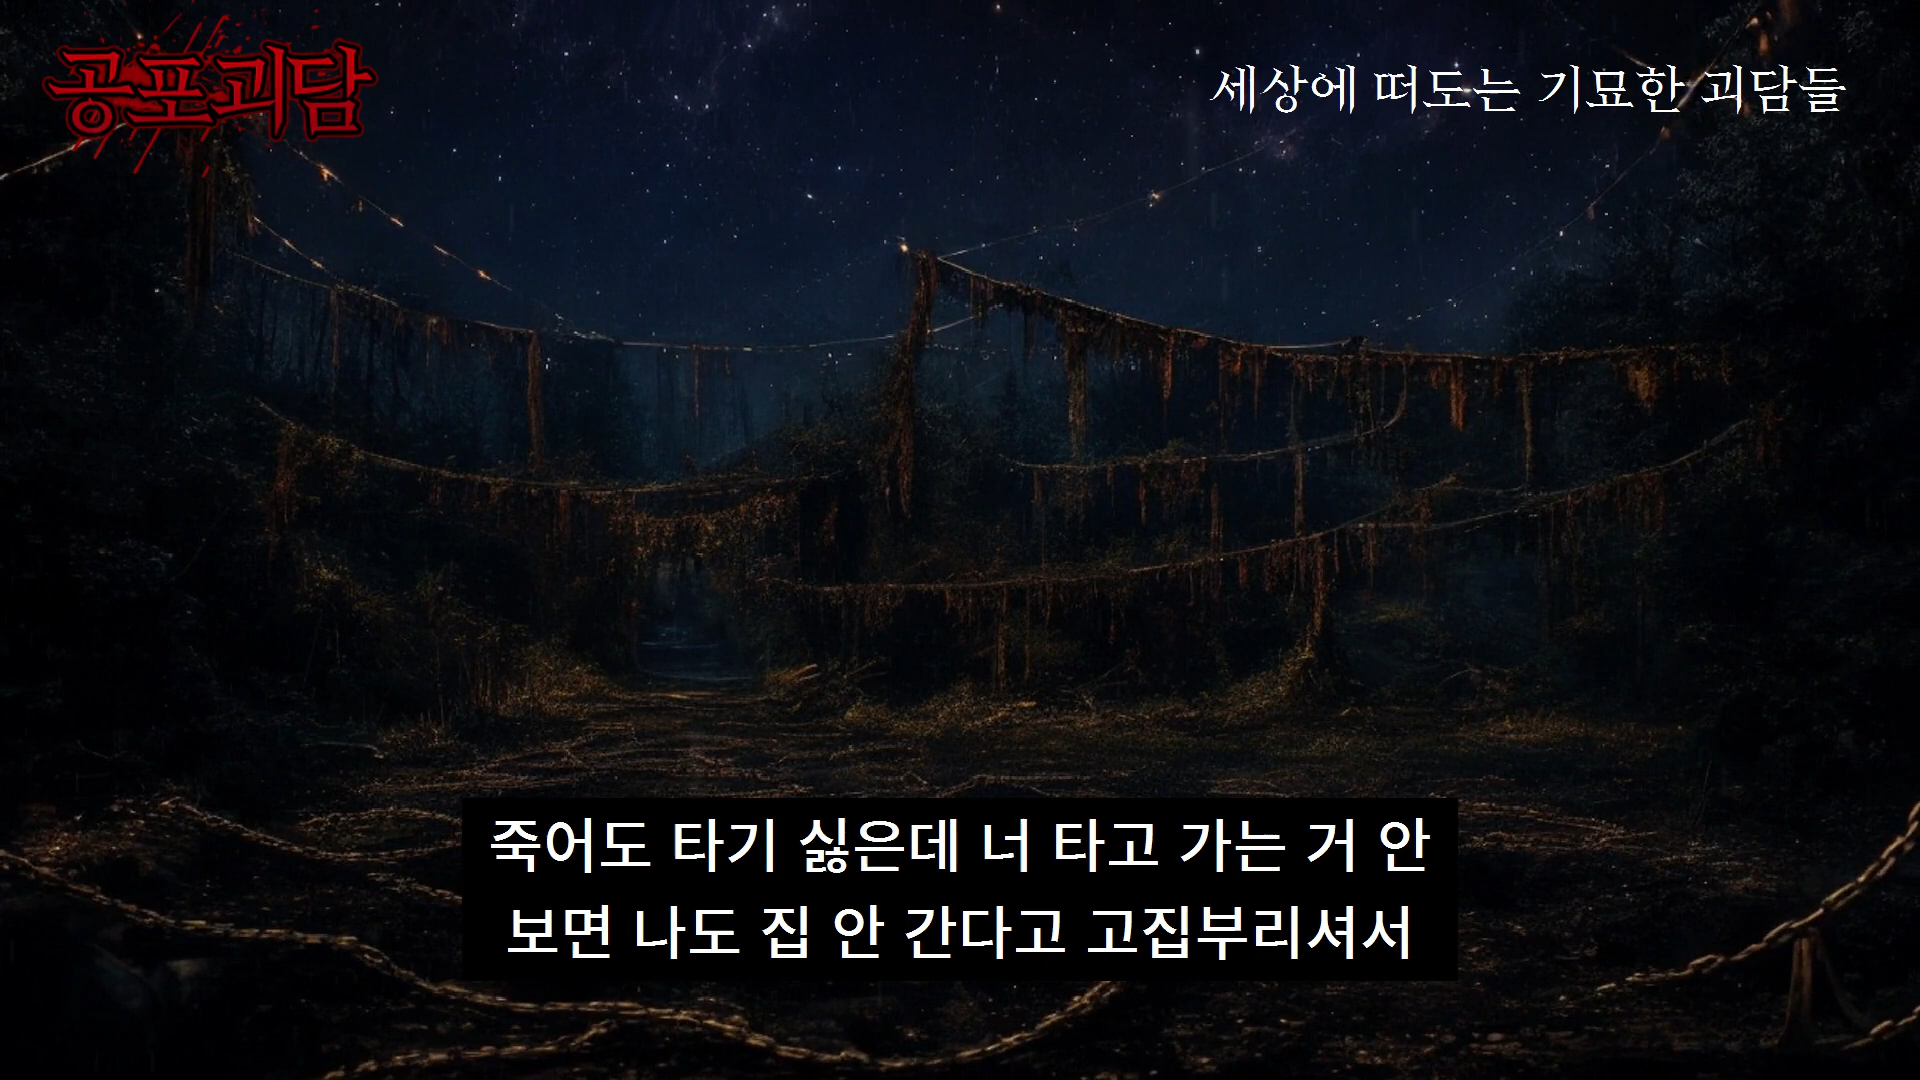 공포괴담
세상에 떠도는 기묘한 괴담들
죽어도 타기 싫은데 너 타고 가는 거 안
보면 나도 집 안 간다고 고집부리셔서